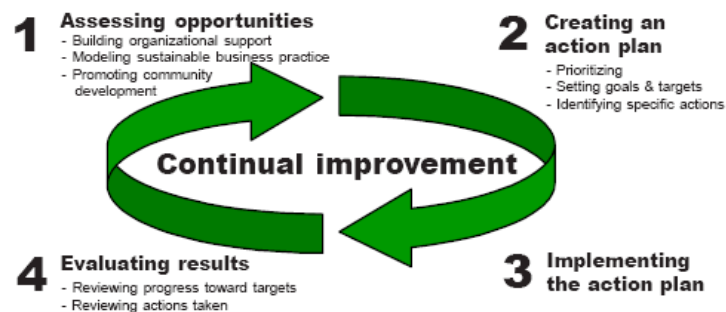 1 Assessing opportunities
- Building organizational support
- Modeling sustainable business practice
- Promoting community
development
2 Creating an
action plan
- Prioritizing
- Setting goals & targets
- Identifying specific actions
Continual improvement
3 Implementing
the action plan
4 Evaluating results
- Reviewing progress toward targets
- Reviewing actions taken